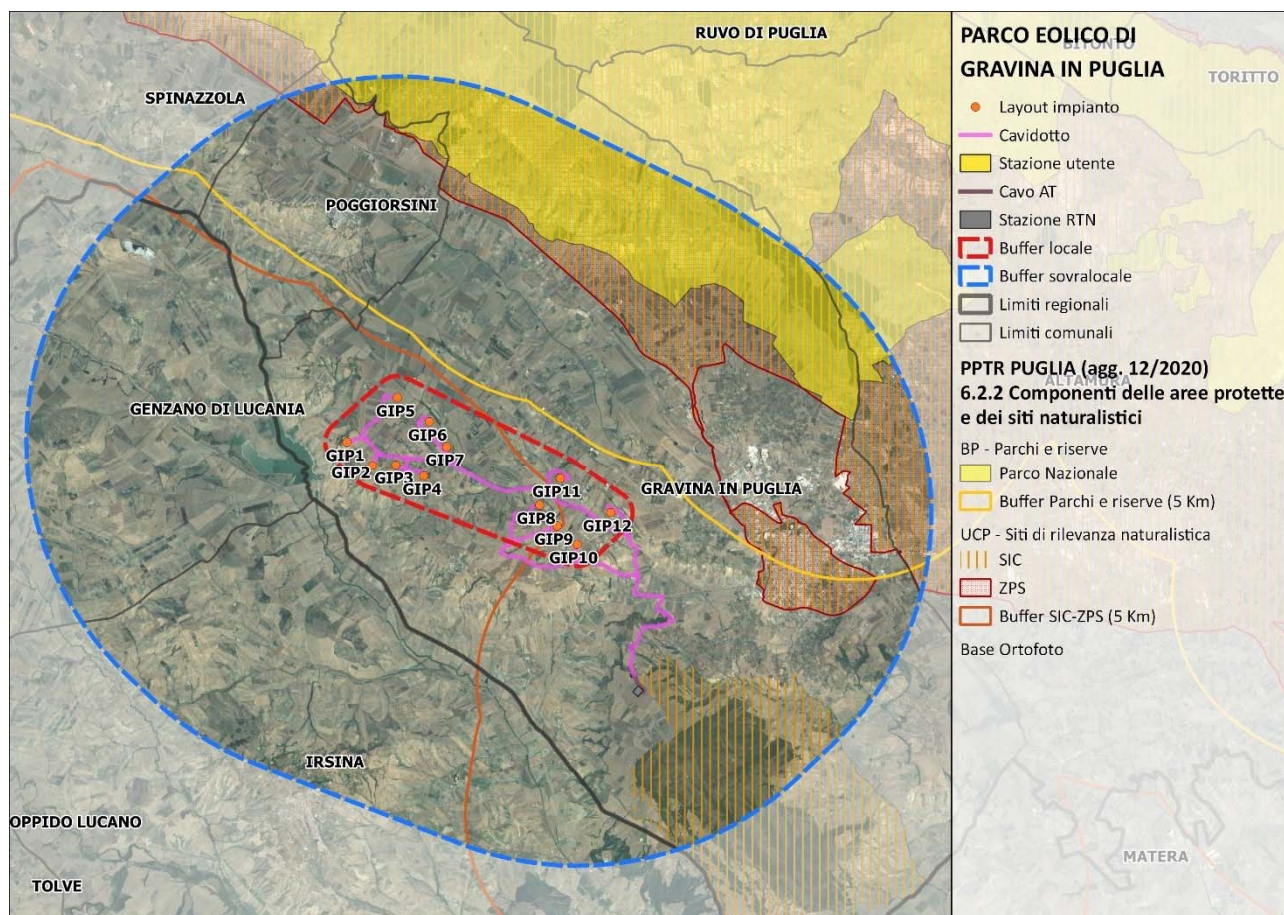 RUVO DI PUGLIA
SPINAZZOLA
POGGIORSINI
GENZANO DI LUCANIA
GIP5
GIP6
GIP1
GIP7
GIP2
GIP3
GIP4
GIP11
GRAVINA IN PUGLIA
GIP8
GIP12
GIP9
GIP10
IRSINA
OPPIDO LUCANO
TOLVE
PARCO EOLICO DI
GRAVINA IN PUGLIA
BITONTO
TORITTO
Layout impianto
Cavidotto
Stazione utente
Cavo AT
Stazione RTN
Buffer locale
Buffer sovralocale
Limiti regionali
Limiti comunali
PPTR PUGLIA (agg. 12/2020)
ALTAMURA
6.2.2 Componenti delle aree protette
e dei siti naturalistici
BP - Parchi e riserve
Parco Nazionale
Buffer Parchi e riserve (5 Km)
UCP - Siti di rilevanza naturalistica
SIC
ZPS
Buffer SIC-ZPS (5 Km)
Base Ortofoto
MATERA